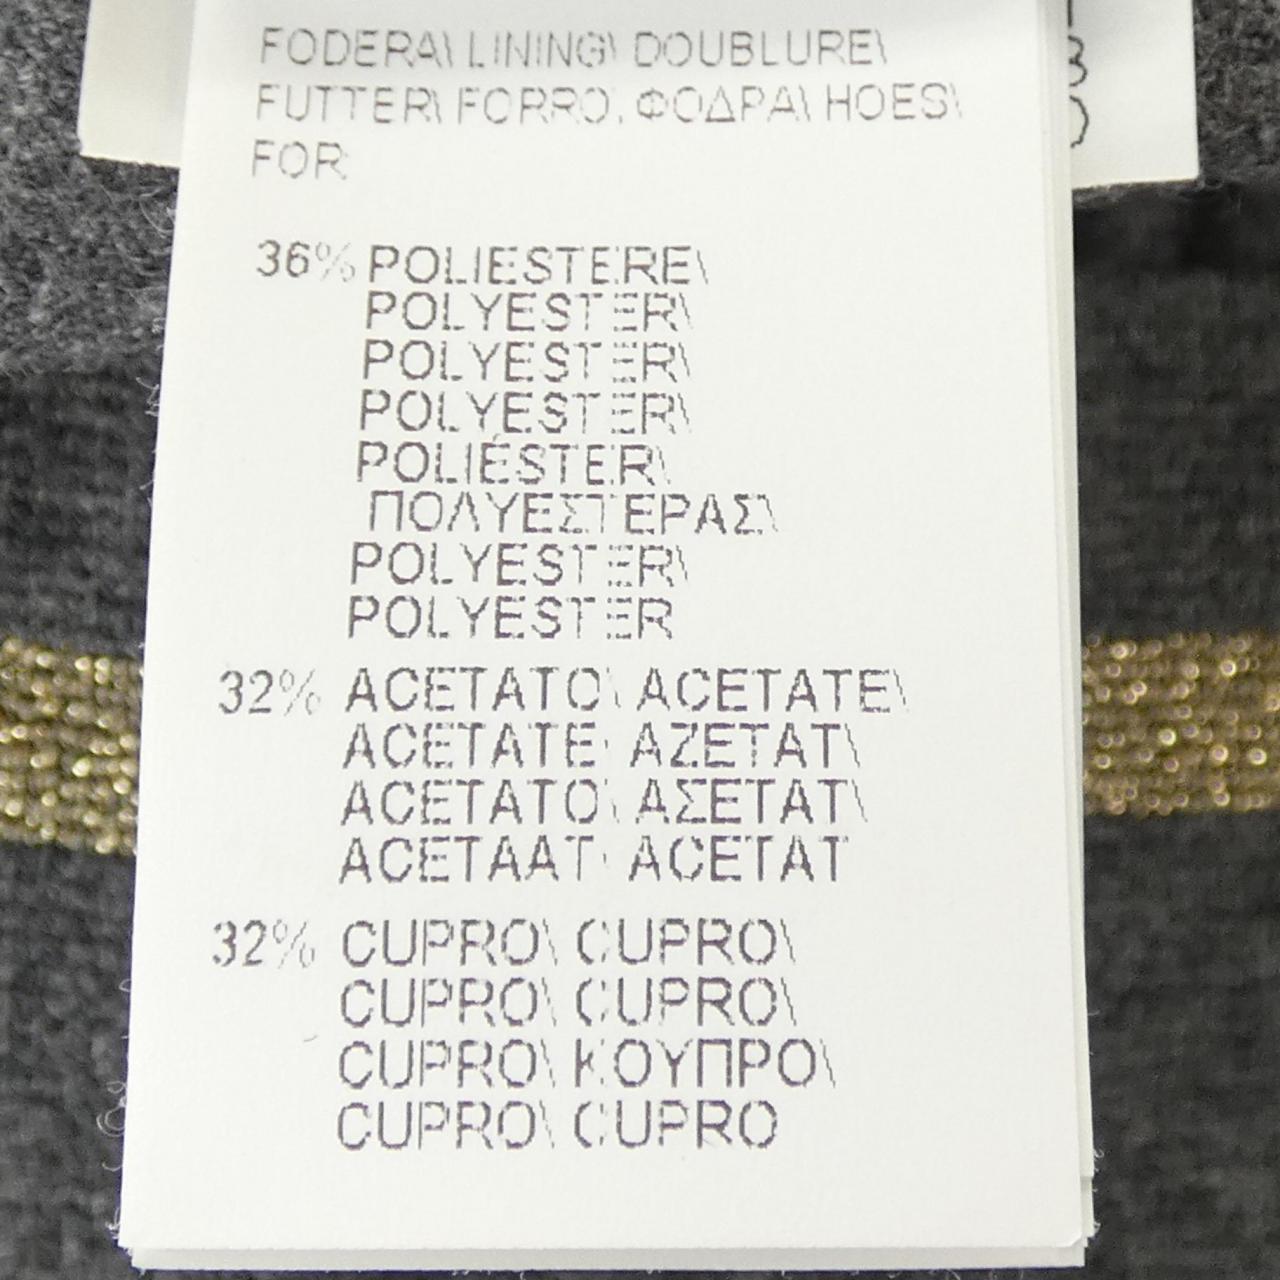 FODERA\ LINING\ DOUBLURE\
FUTTER\ FORRO\ ΦΟΔΡΑ\ HOES\
FOR
36% POLIESTERE\
POLYESTER\
POLYESTER\
POLYESTER\
POLIÉSTER\
ΠΟΛΥΕΣΤΕΡΑΣ\
POLYESTER\
POLYESTER
32% ACETATO\ ACETATE\
ACETATE\ AZETAT\
ACETATO\ ΑΣΕΤΑΤ\
ACETAAT\ ACETAT
32% CUPRO\ CUPRO\
CUPRO\ CUPRO\
CUPRO\ ΚΟΥΠΡΟ\
CUPRO\ CUPRO